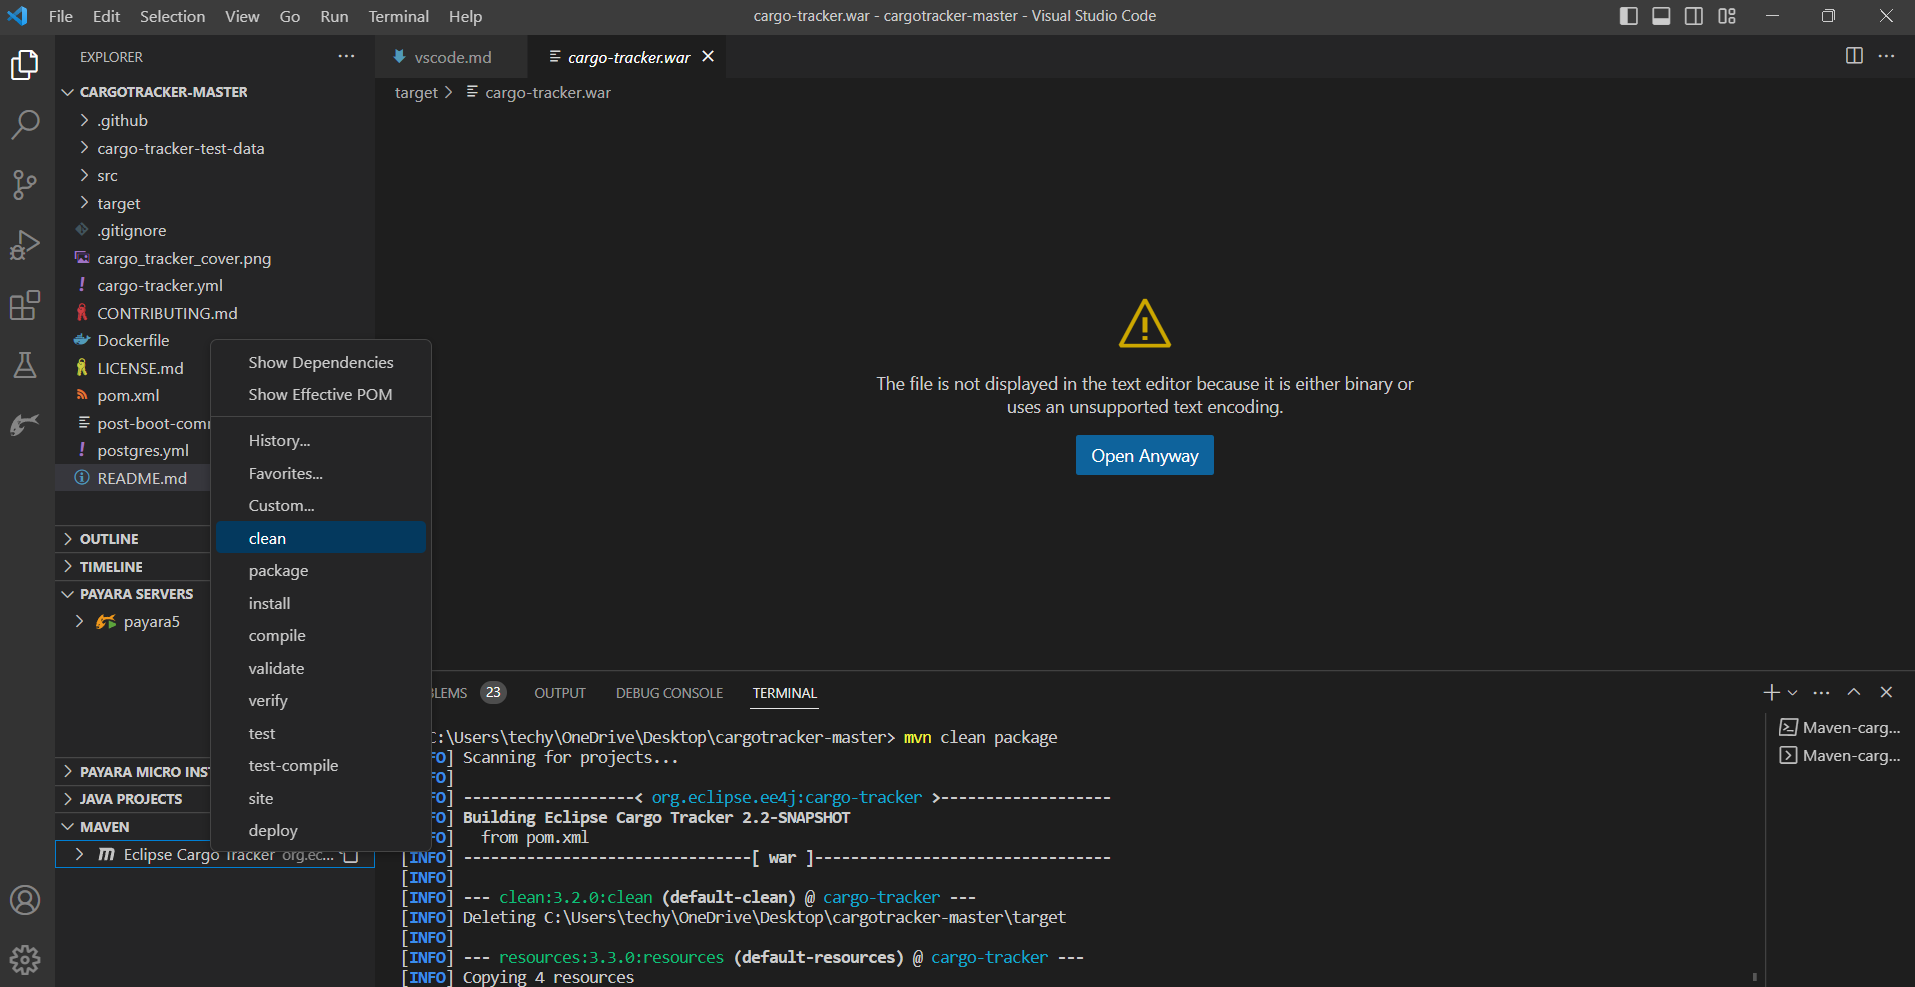 File Edit Selection View Go Run Terminal Help
cargo-tracker.war - cargotracker-master - Visual Studio Code
EXPLORER
CARGOTRACKER-MASTER
.github
cargo-tracker-test-data
src
target
.gitignore
cargo_tracker_cover.png
cargo-tracker.yml
CONTRIBUTING.md
Dockerfile
LICENSE.md
pom.xml
post-boot-com
postgres.yml
README.md
OUTLINE
TIMELINE
PAYARA SERVERS
payara5
PAYARA MICRO INST
JAVA PROJECTS
MAVEN
Eclipse Cargo Tracker org.ec...
Show Dependencies
Show Effective POM
History...
Favorites...
Custom...
clean
package
install
compile
validate
verify
test
test-compile
site
deploy
vscode.md
cargo-tracker.war
target > cargo-tracker.war
The file is not displayed in the text editor because it is either binary or
uses an unsupported text encoding.
Open Anyway
BLEMS 23 OUTPUT DEBUG CONSOLE TERMINAL
C:\Users\techy\OneDrive\Desktop\cargotracker-master> mvn clean package
FO] Scanning for projects...
FO]
FO] -------------------< org.eclipse.ee4j:cargo-tracker >-------------------
FO] Building Eclipse Cargo Tracker 2.2-SNAPSHOT
FO]   from pom.xml
[INFO] --------------------------------[ war ]---------------------------------
[INFO]
[INFO] --- clean:3.2.0:clean (default-clean) @ cargo-tracker ---
[INFO] Deleting C:\Users\techy\OneDrive\Desktop\cargotracker-master\target
[INFO]
[INFO] --- resources:3.3.0:resources (default-resources) @ cargo-tracker ---
[INFO] Copying 4 resources
Maven-carg...
Maven-carg...